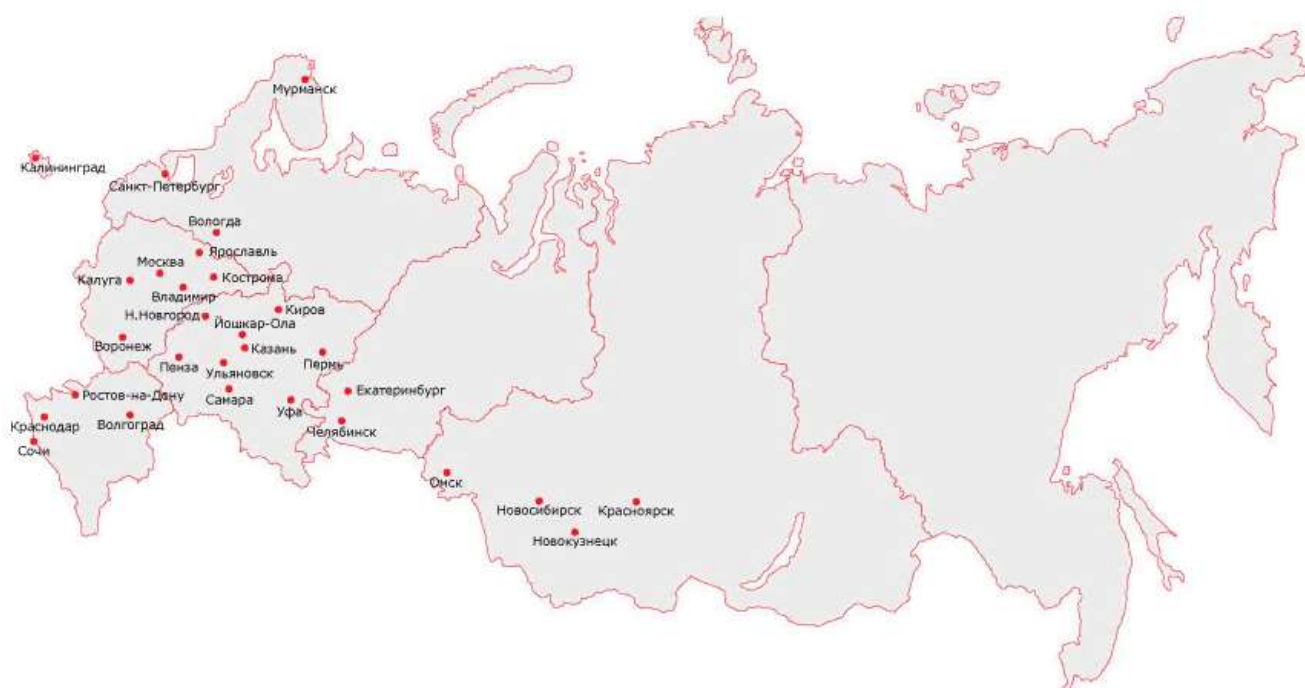 Мурманск
Калининград
Санкт-Петербург
Вологда
Ярославль
Москва
Калуга
Кострома
Владимир
Киров
Н.Новгород
Йошкар-Ола
Воронеж
Казань
Пенза
Ульяновск
Пермь
Екатеринбург
Ростов-на-Дону
Самара
Уфа
Краснодар
Волгоград
Челябинск
Сочи
Омск
Новосибирск
Красноярск
Новокузнецк